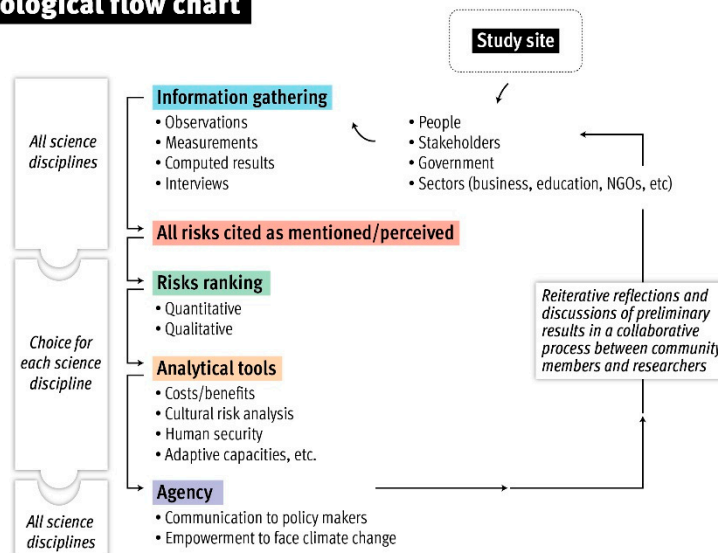 ological flow chart
Study site
• People
• Stakeholders
• Government
• Sectors (business, education, NGOs, etc)
All science
disciplines
Information gathering
• Observations
• Measurements
• Computed results
• Interviews
All risks cited as mentioned/perceived
Choice for
each science
discipline
Risks ranking
• Quantitative
• Qualitative
Analytical tools
• Costs/benefits
• Cultural risk analysis
• Human security
• Adaptive capacities, etc.
Reiterative reflections and
discussions of preliminary
results in a collaborative
process between community
members and researchers
All science
disciplines
Agency
• Communication to policy makers
• Empowerment to face climate change